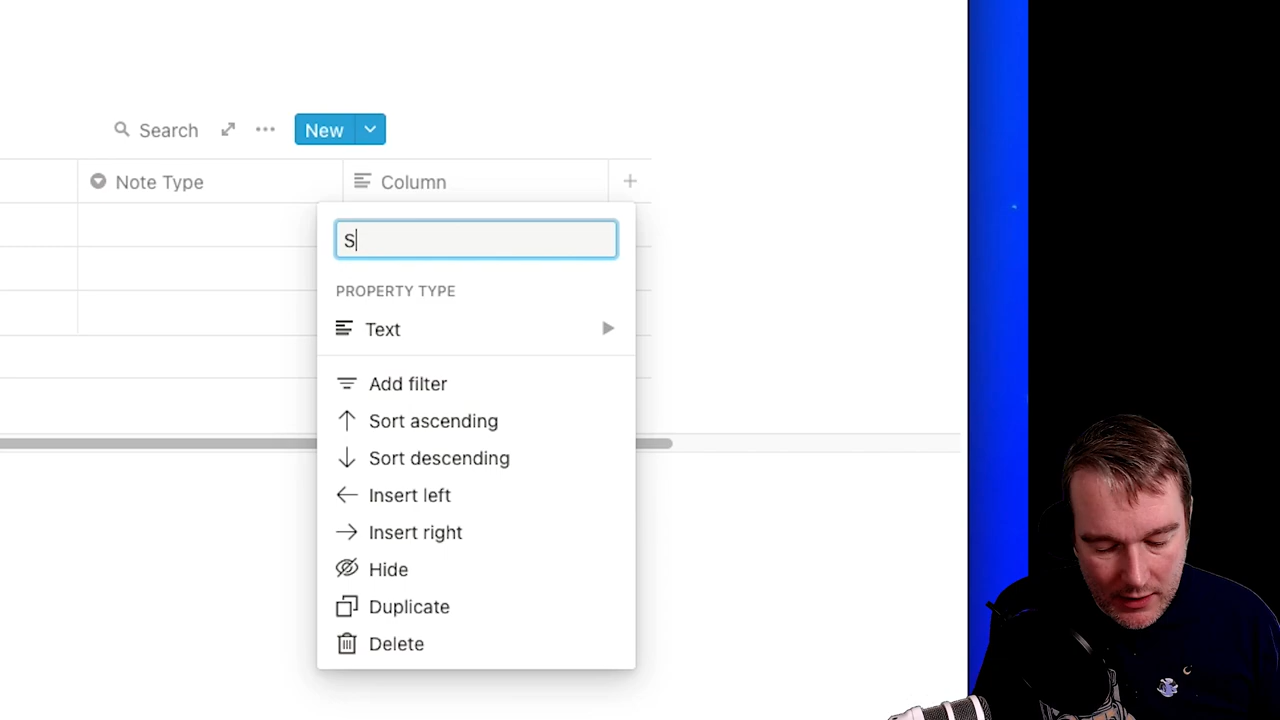 Search
New
Note Type
Column
S
PROPERTY TYPE
Text
Add filter
Sort ascending
Sort descending
Insert left
Insert right
Hide
Duplicate
Delete